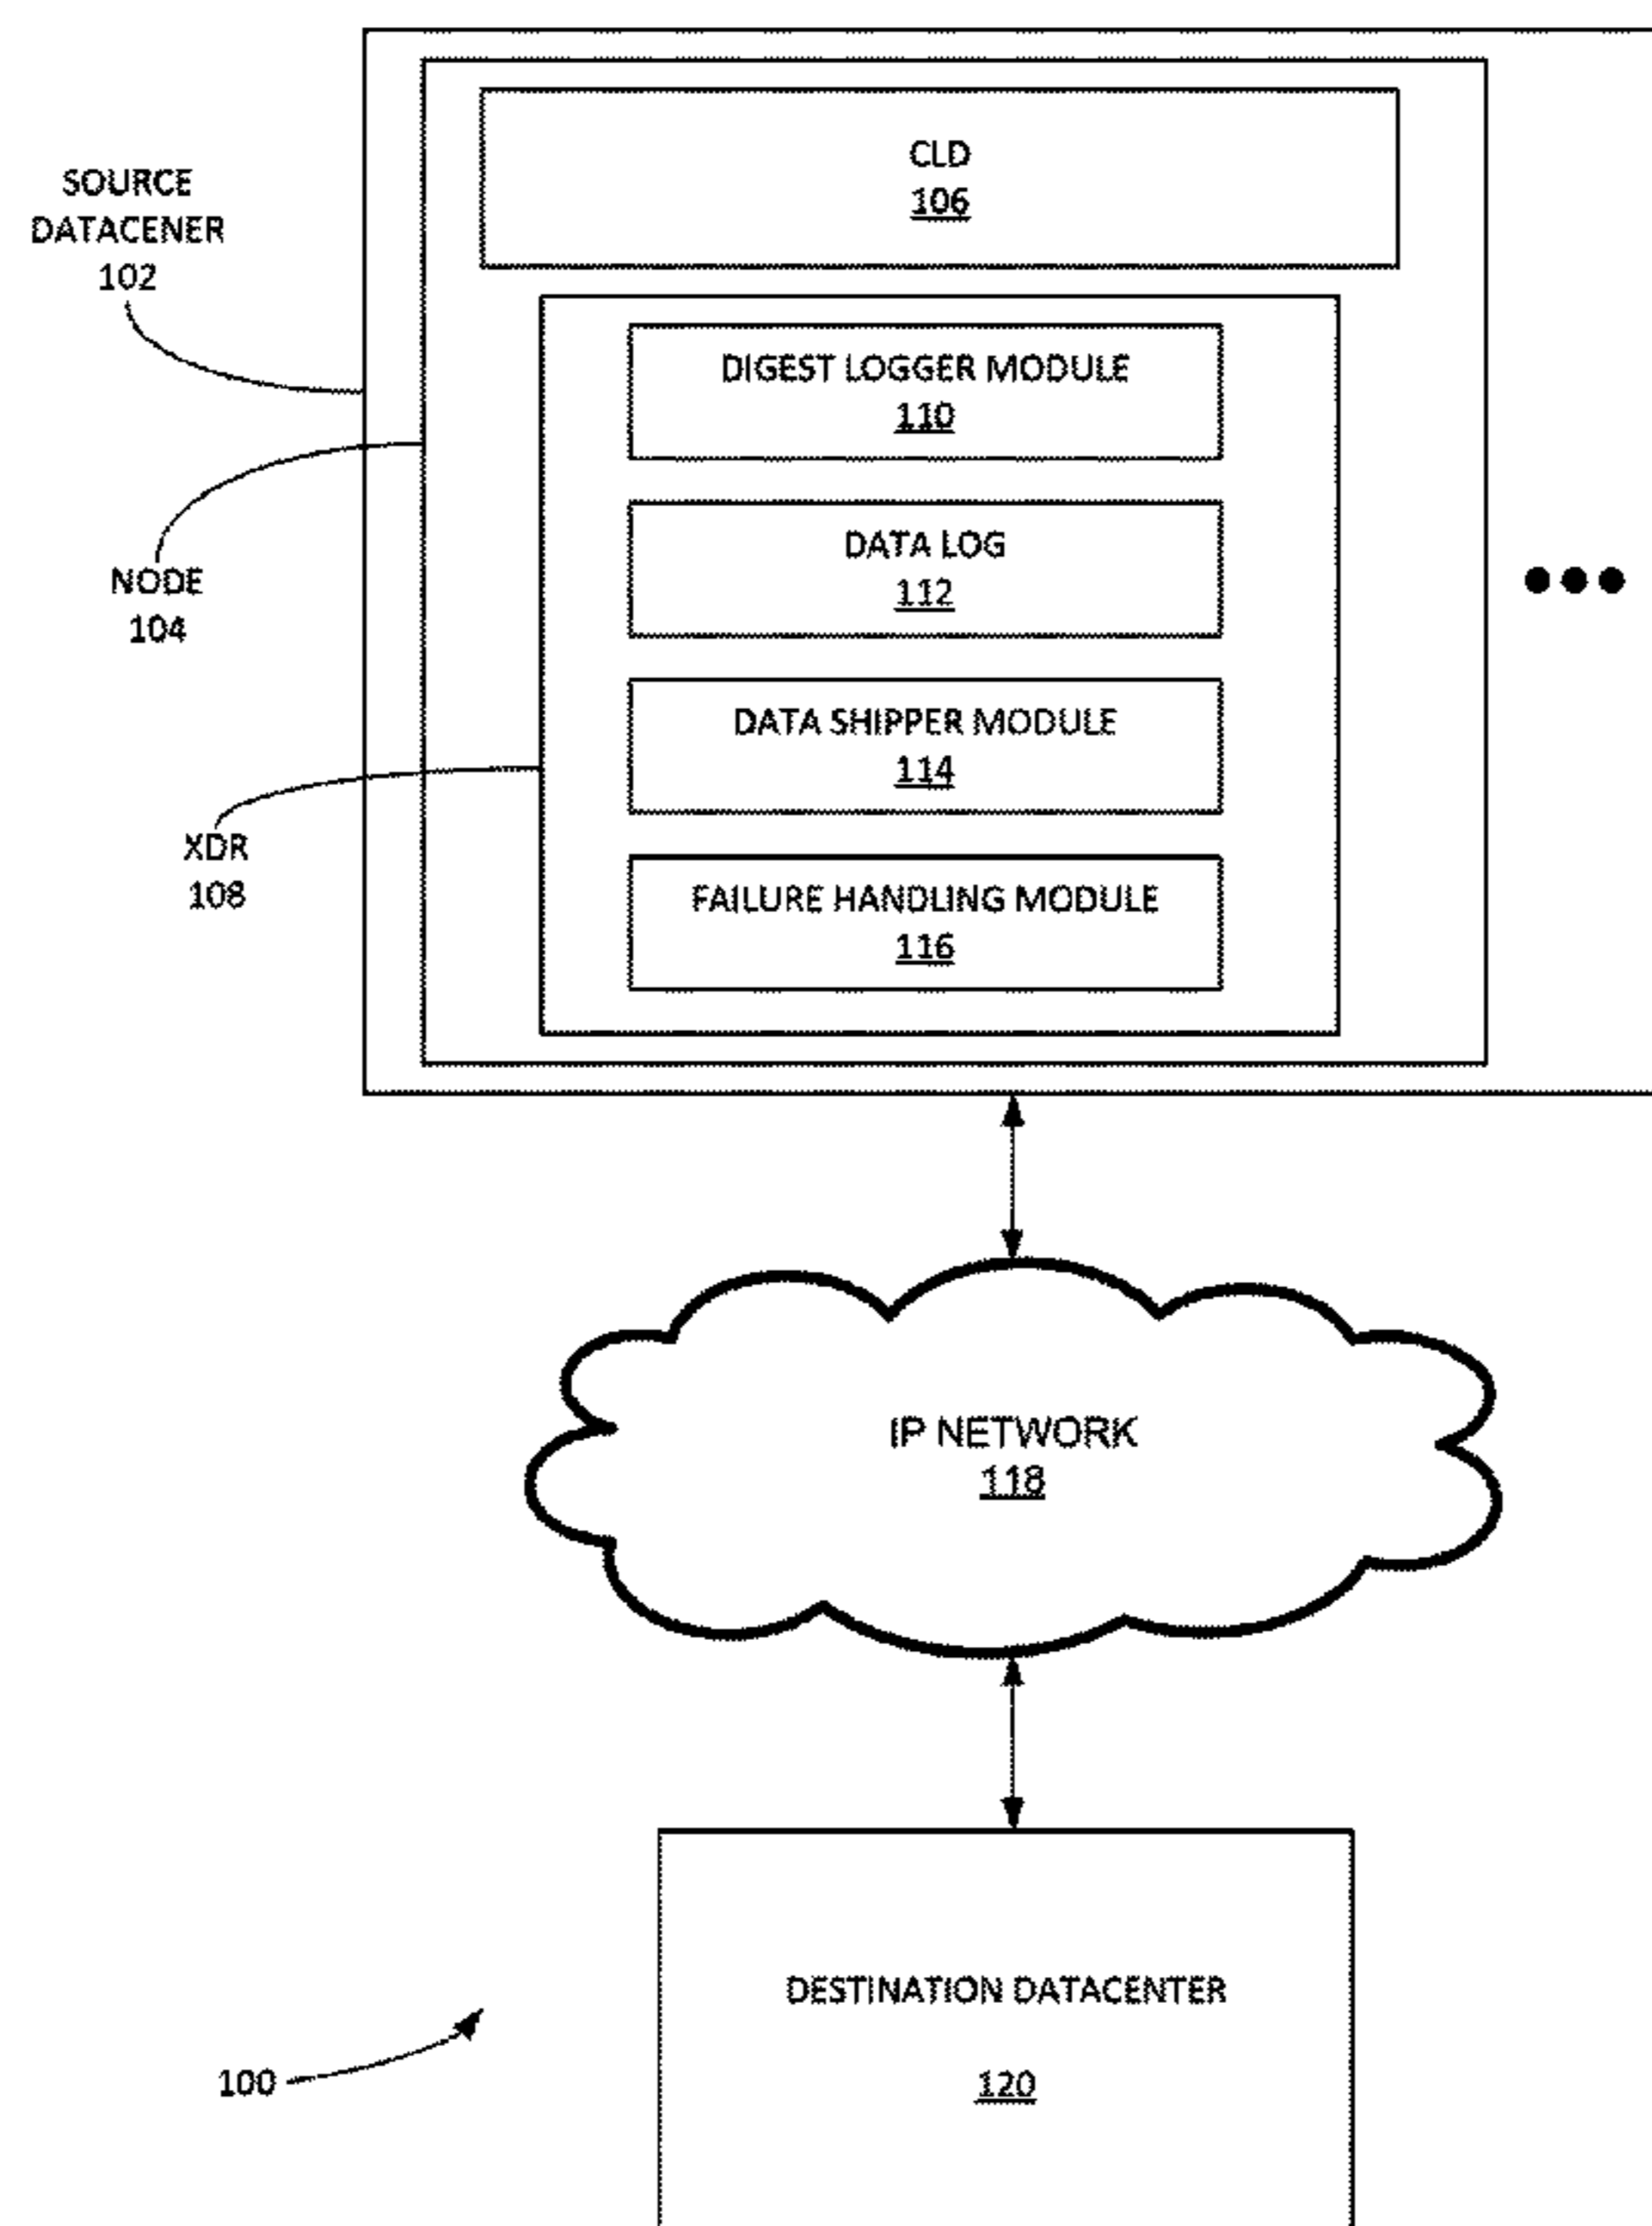 CLD
106
SOURCE
DATACENER
102
DIGEST LOGGER MODULE
110
DATA LOG
112
NODE
104
DATA SHIPPER MODULE
114
XDR
108
FAILURE HANDLING MODULE
116
IP NETWORK
118
DESTINATION DATACENTER
120
100